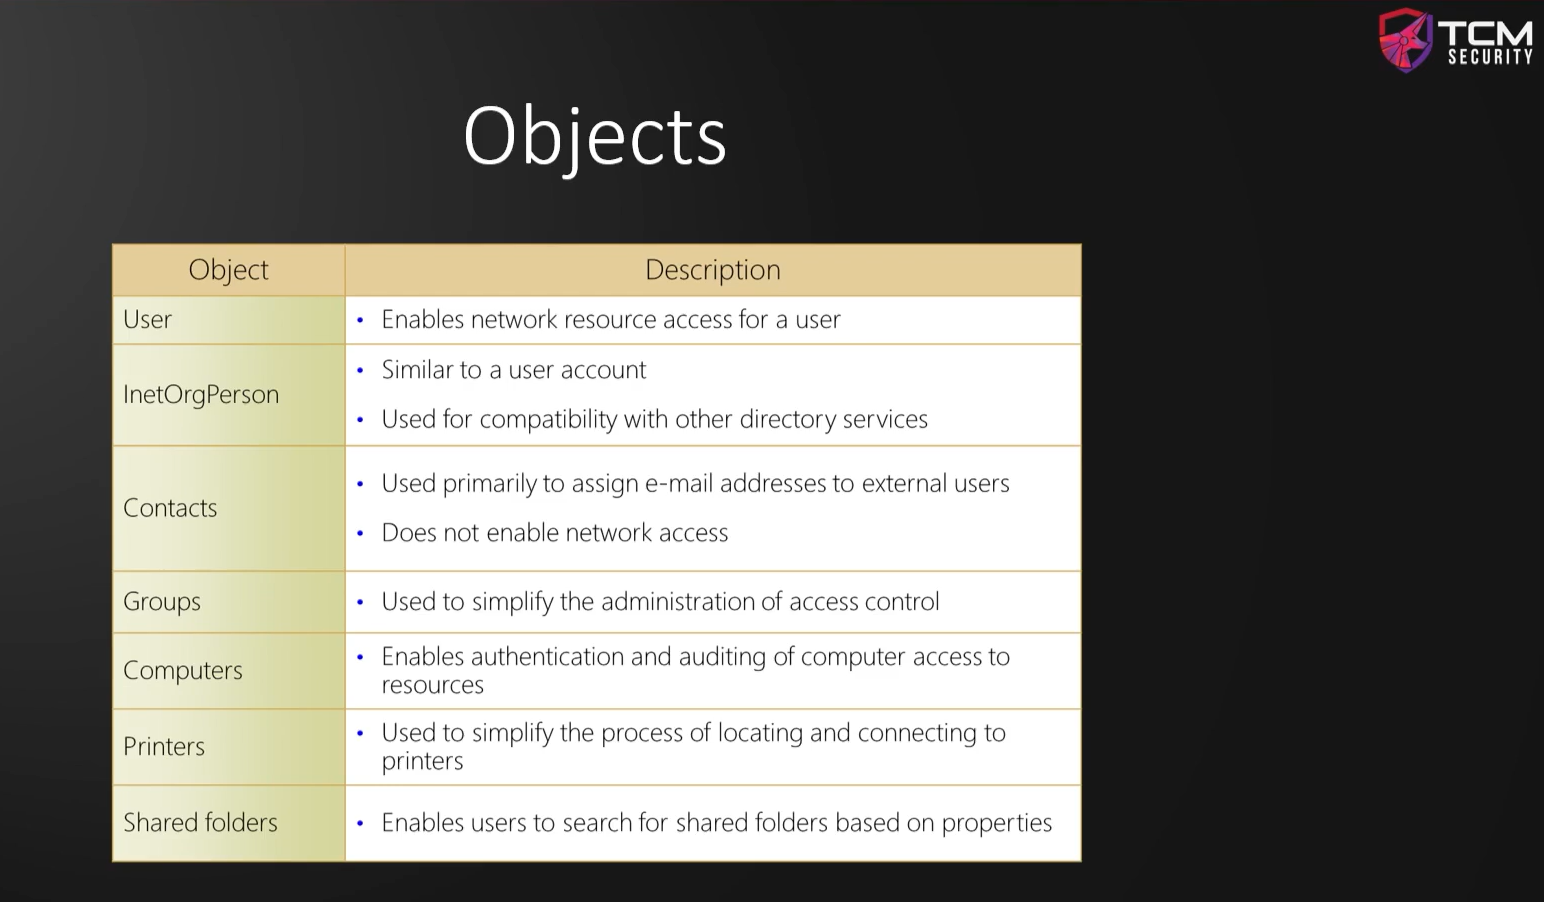 TCM
SECURITY
Objects
Object
Description
User
• Enables network resource access for a user
InetOrgPerson
• Similar to a user account
• Used for compatibility with other directory services
Contacts
• Used primarily to assign e-mail addresses to external users
• Does not enable network access
Groups
• Used to simplify the administration of access control
Computers
• Enables authentication and auditing of computer access to
resources
Printers
• Used to simplify the process of locating and connecting to
printers
Shared folders
• Enables users to search for shared folders based on properties